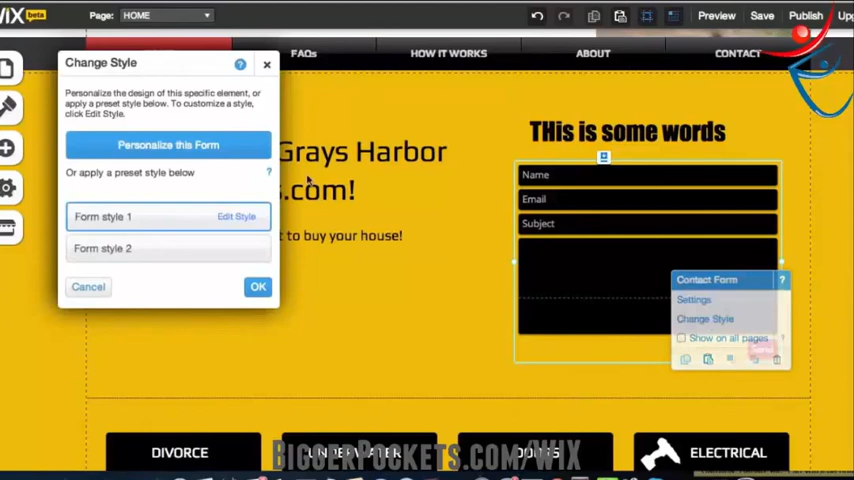 WIX beta
Page: HOME
Preview
Save
Publish
Upg
FAQs
HOW IT WORKS
ABOUT
CONTACT
Change Style
?
×
Personalize the design of this specific element, or
apply a preset style below. To customize a style,
click Edit Style.
Personalize this Form
Or apply a preset style below
?
Form style 1
Edit Style
Form style 2
Cancel
OK
Grays Harbor
s.com!
t to buy your house!
THis is some words
Name
Email
Subject
Contact Form
?
Settings
Change Style
Show on all pages
?
Send
DIVORCE
UNDERWATER
ELECTRICAL
BIGGERPOCKETS.COM/WIX